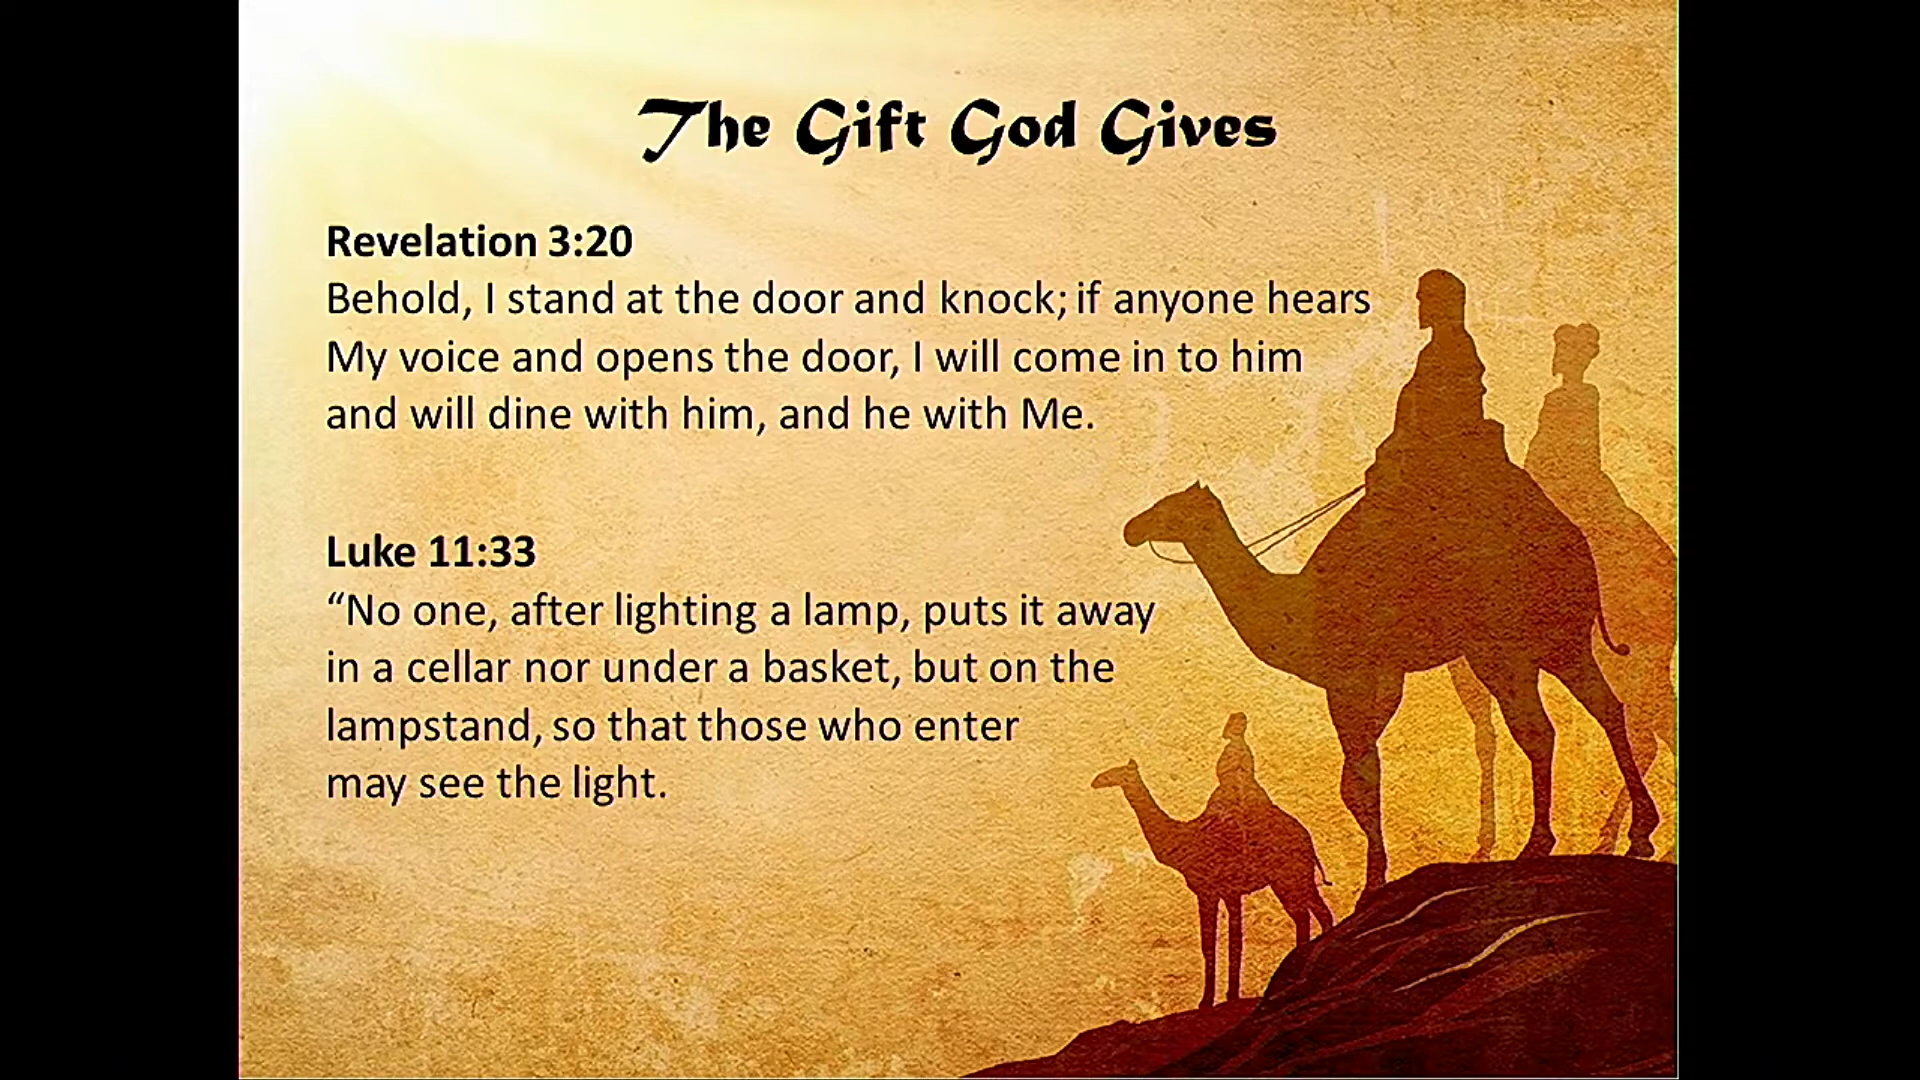 The Gift God Gives
Revelation 3:20
Behold, I stand at the door and knock; if anyone hears
My voice and opens the door, I will come in to him
and will dine with him, and he with Me.
Luke 11:33
“No one, after lighting a lamp, puts it away
in a cellar nor under a basket, but on the
lampstand, so that those who enter
may see the light.